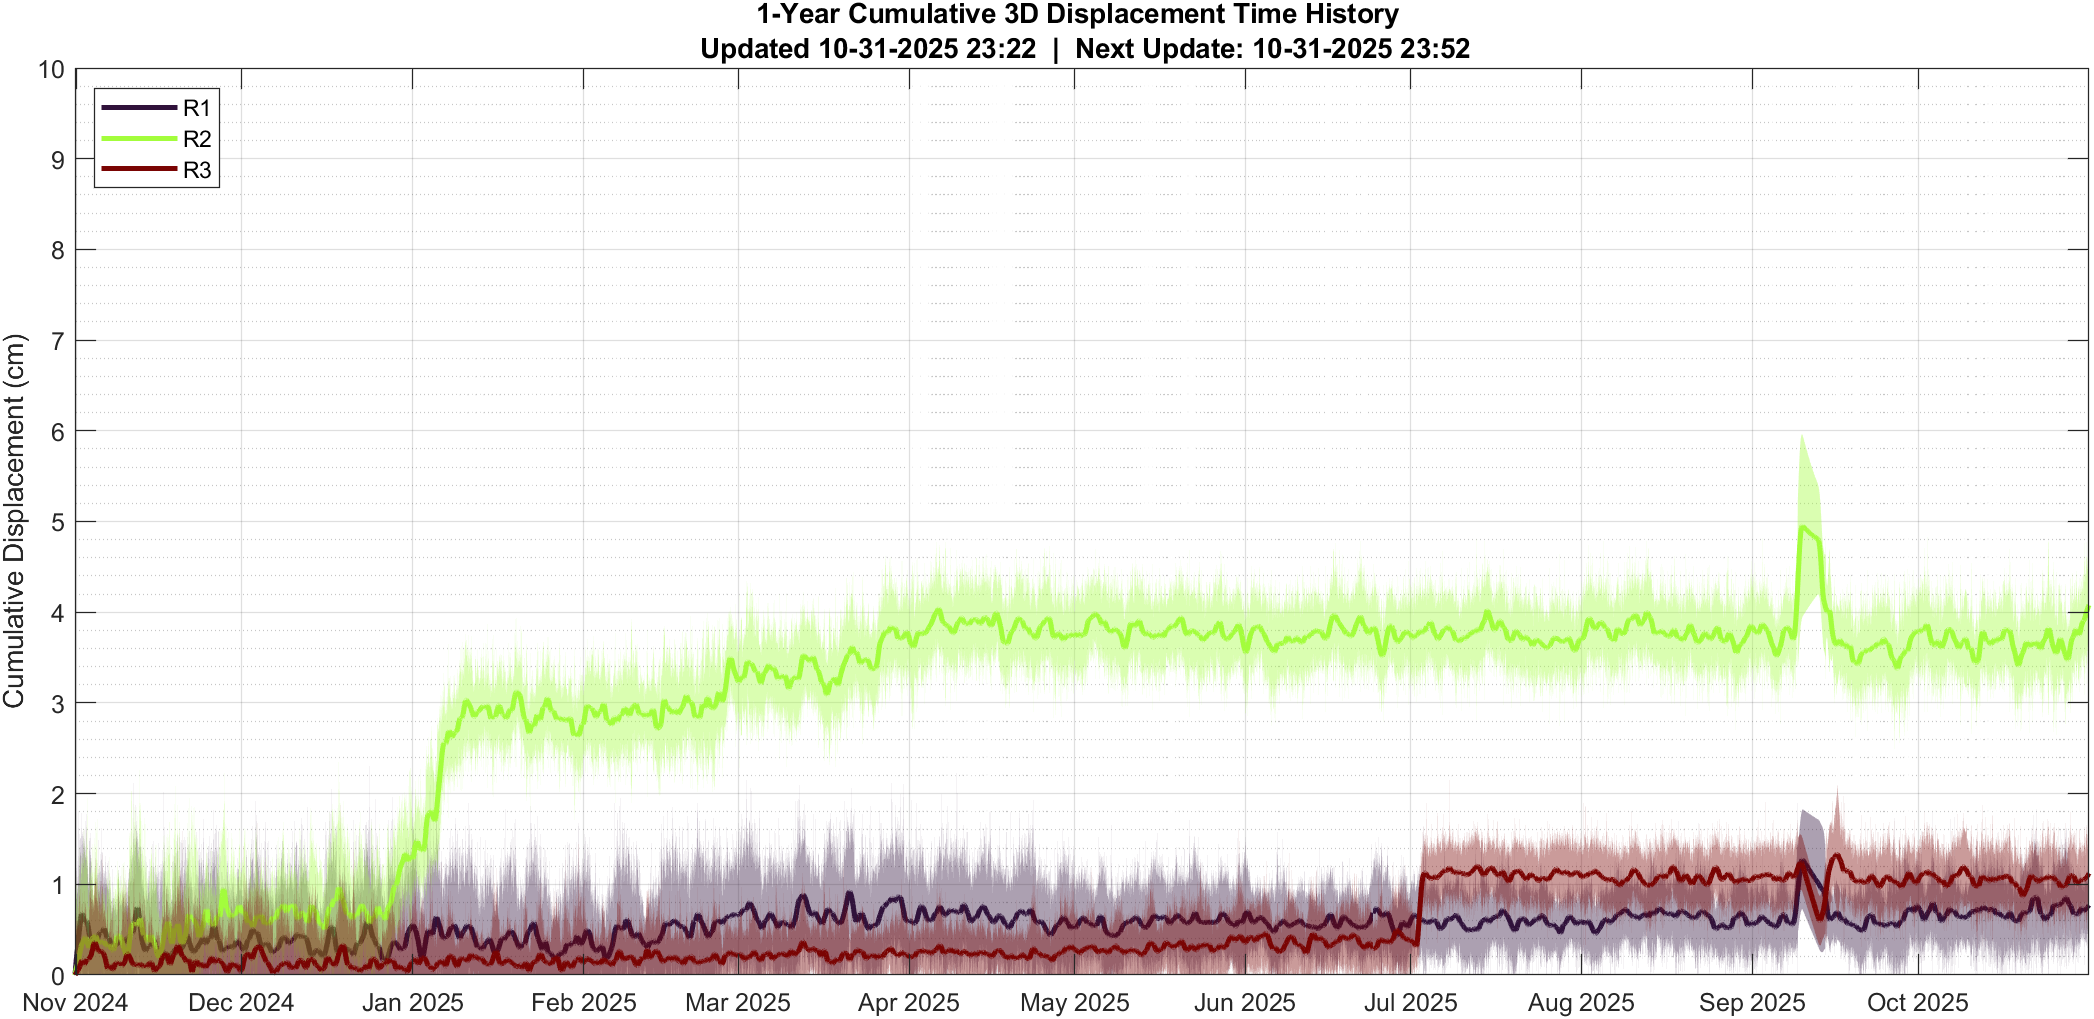 1-Year Cumulative 3D Displacement Time History
Updated 10-31-2025 23:22 | Next Update: 10-31-2025 23:52
R1
R2
R3
Cumulative Displacement (cm)
10
9
8
7
6
5
4
3
2
1
0
Nov 2024 Dec 2024 Jan 2025 Feb 2025 Mar 2025 Apr 2025 May 2025 Jun 2025 Jul 2025 Aug 2025 Sep 2025 Oct 2025